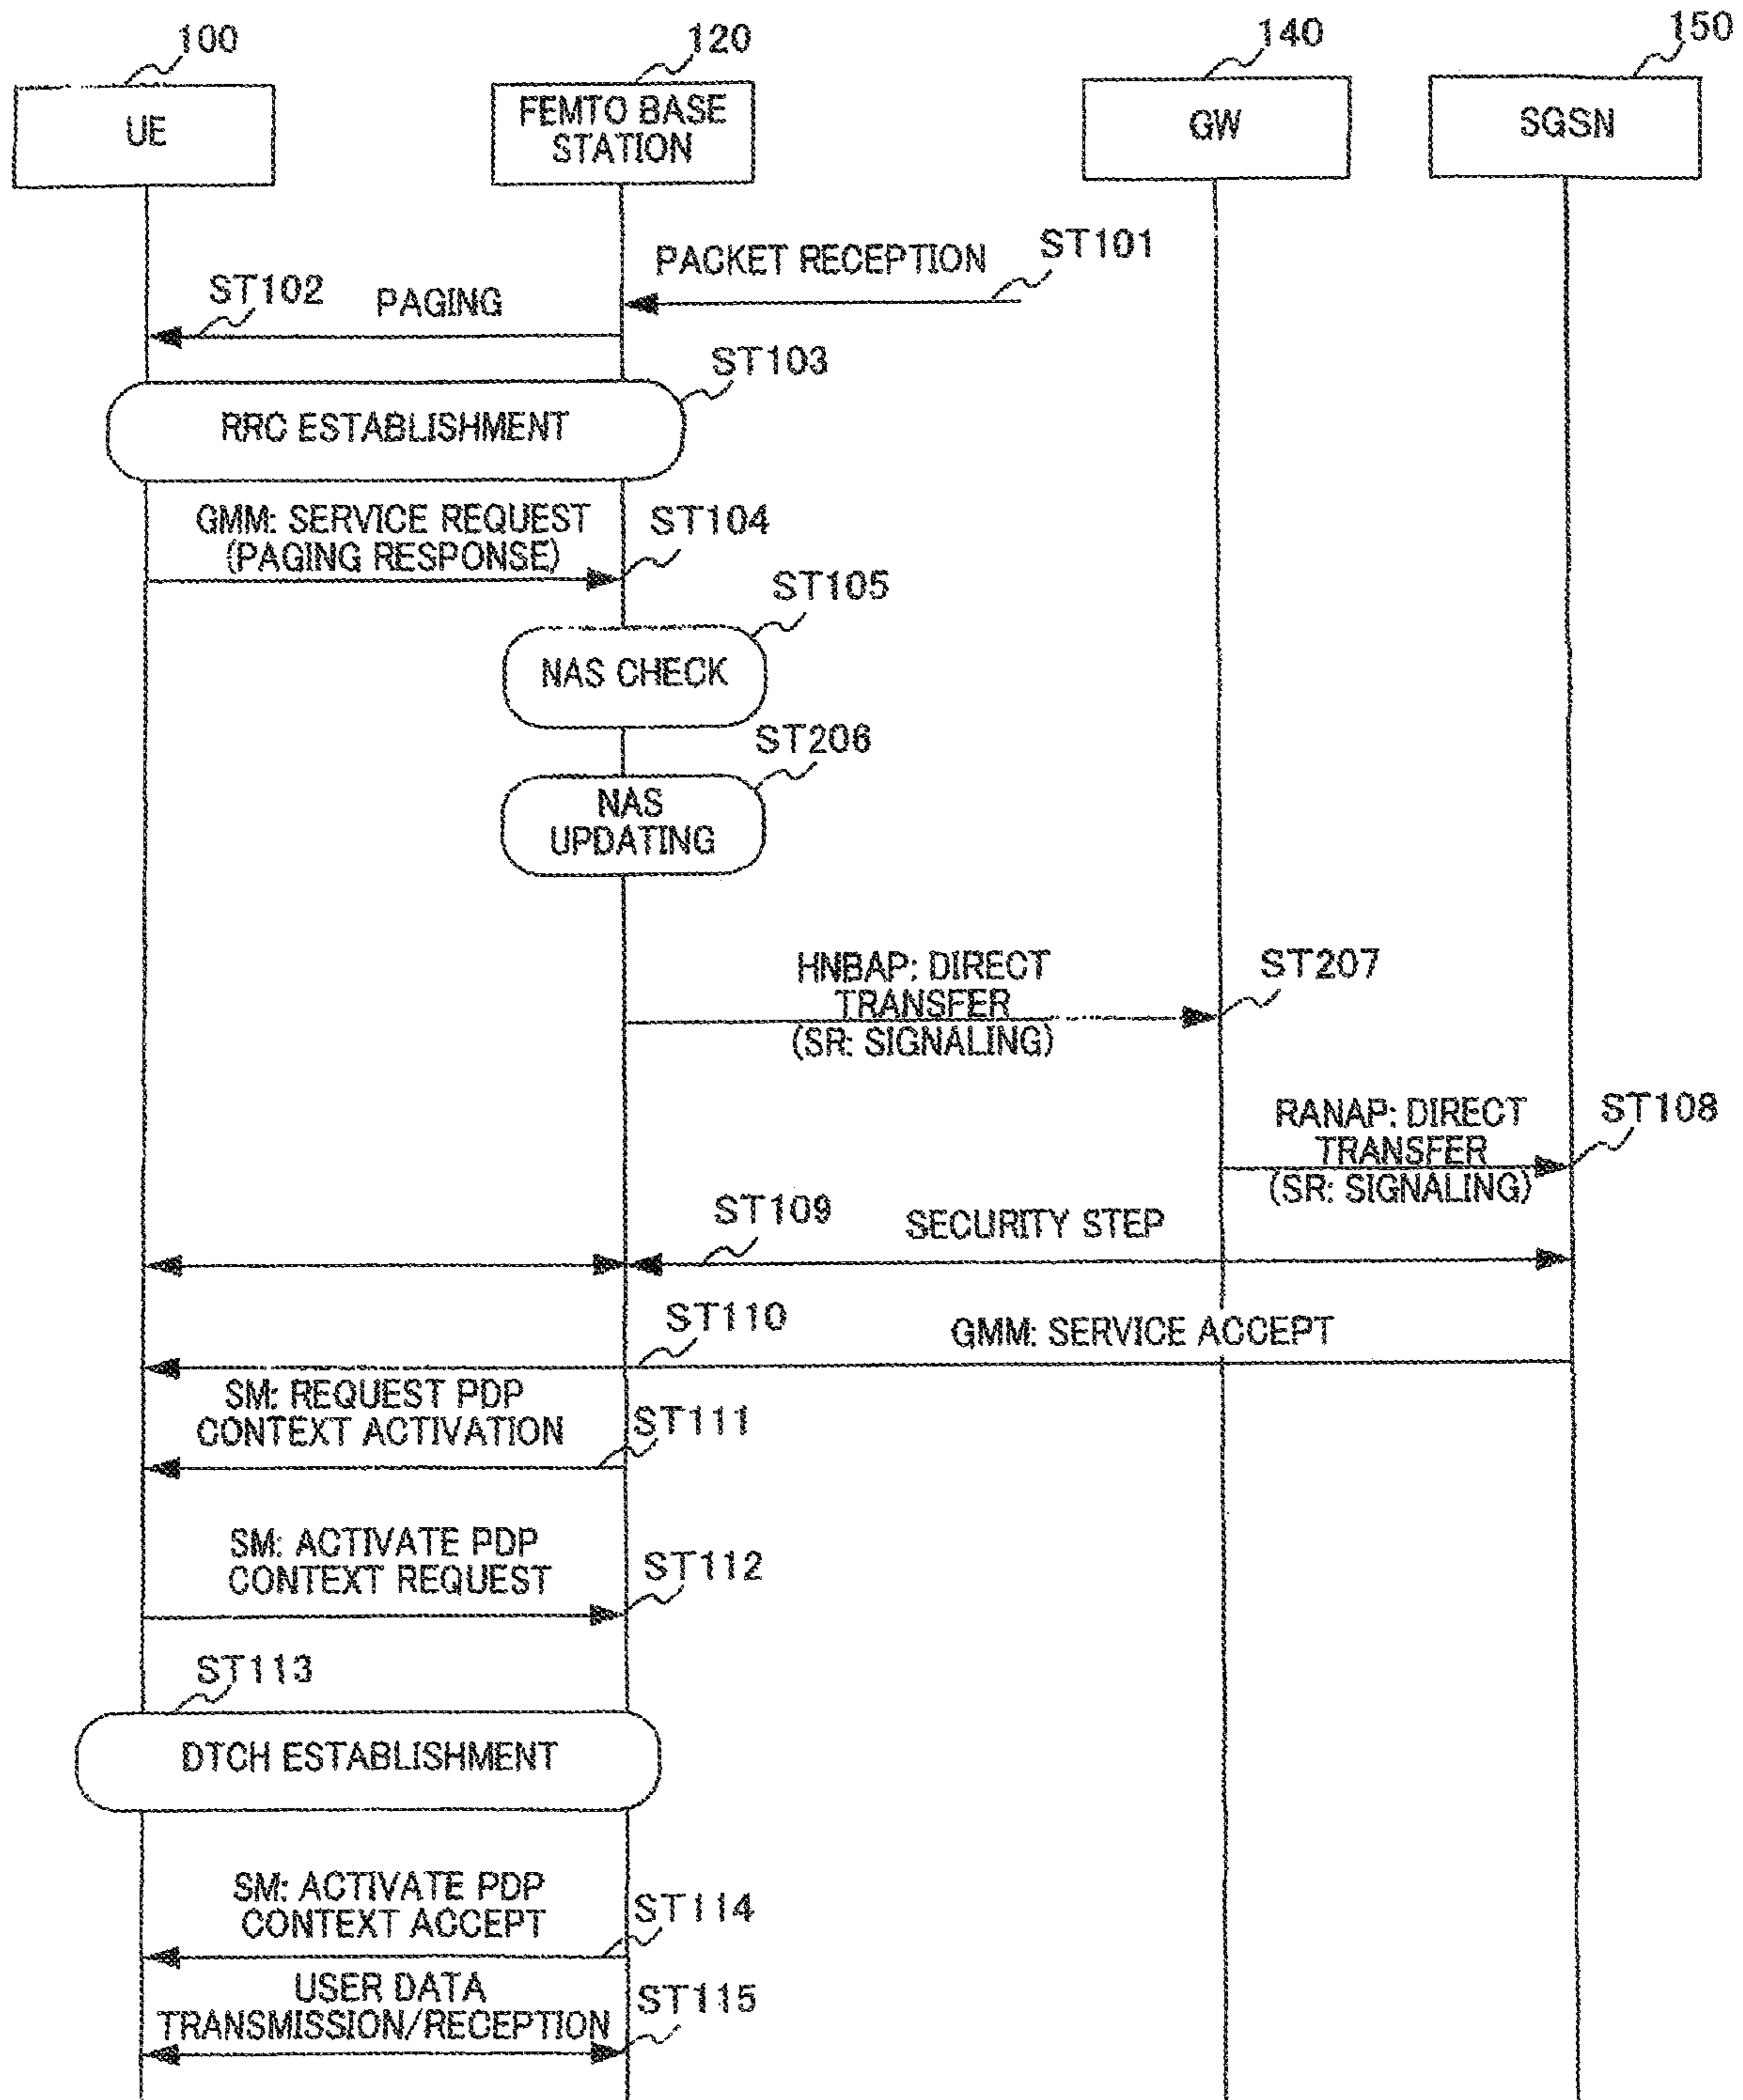 100
120
140
150
UE
FEMTO BASE
STATION
GW
SGSN
PACKET RECEPTION
ST101
ST102
PAGING
ST103
RRC ESTABLISHMENT
GMM: SERVICE REQUEST
(PAGING RESPONSE)
ST104
ST105
NAS CHECK
ST206
NAS
UPDATING
HNBAP: DIRECT
TRANSFER
(SR: SIGNALING)
ST207
RANAP: DIRECT
TRANSFER
(SR: SIGNALING)
ST108
ST109
SECURITY STEP
ST110
GMM: SERVICE ACCEPT
SM: REQUEST PDP
CONTEXT ACTIVATION
ST111
SM: ACTIVATE PDP
CONTEXT REQUEST
ST112
ST113
DTCH ESTABLISHMENT
SM: ACTIVATE PDP
CONTEXT ACCEPT
ST114
USER DATA
TRANSMISSION/RECEPTION
ST115